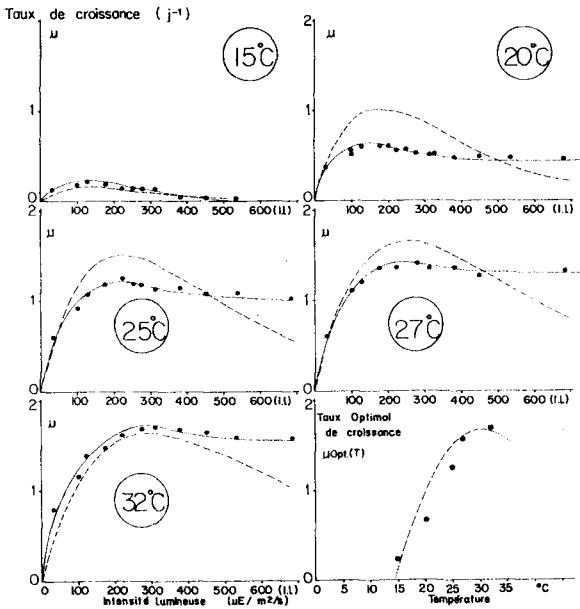 Taux de croissance ( j-1)
2 μ 15°C
1
0
100 200 300 400 500 600 (I.L)
2 μ 20°C
1
0
100 200 300 400 500 600 (I.L)
2 μ 25°C
1
0
100 200 300 400 500 600 (I.L)
2 μ 27°C
1
0
100 200 300 400 500 600 (I.L)
2 μ 32°C
1
0
0 100 200 300 400 500 600 (I.L)
Intensité Lumineuse (μE/m²/s)
2 Taux Optimal
de croissance
μOpt.(T)
1
0
0 5 10 15 20 25 30 35 °C
Température